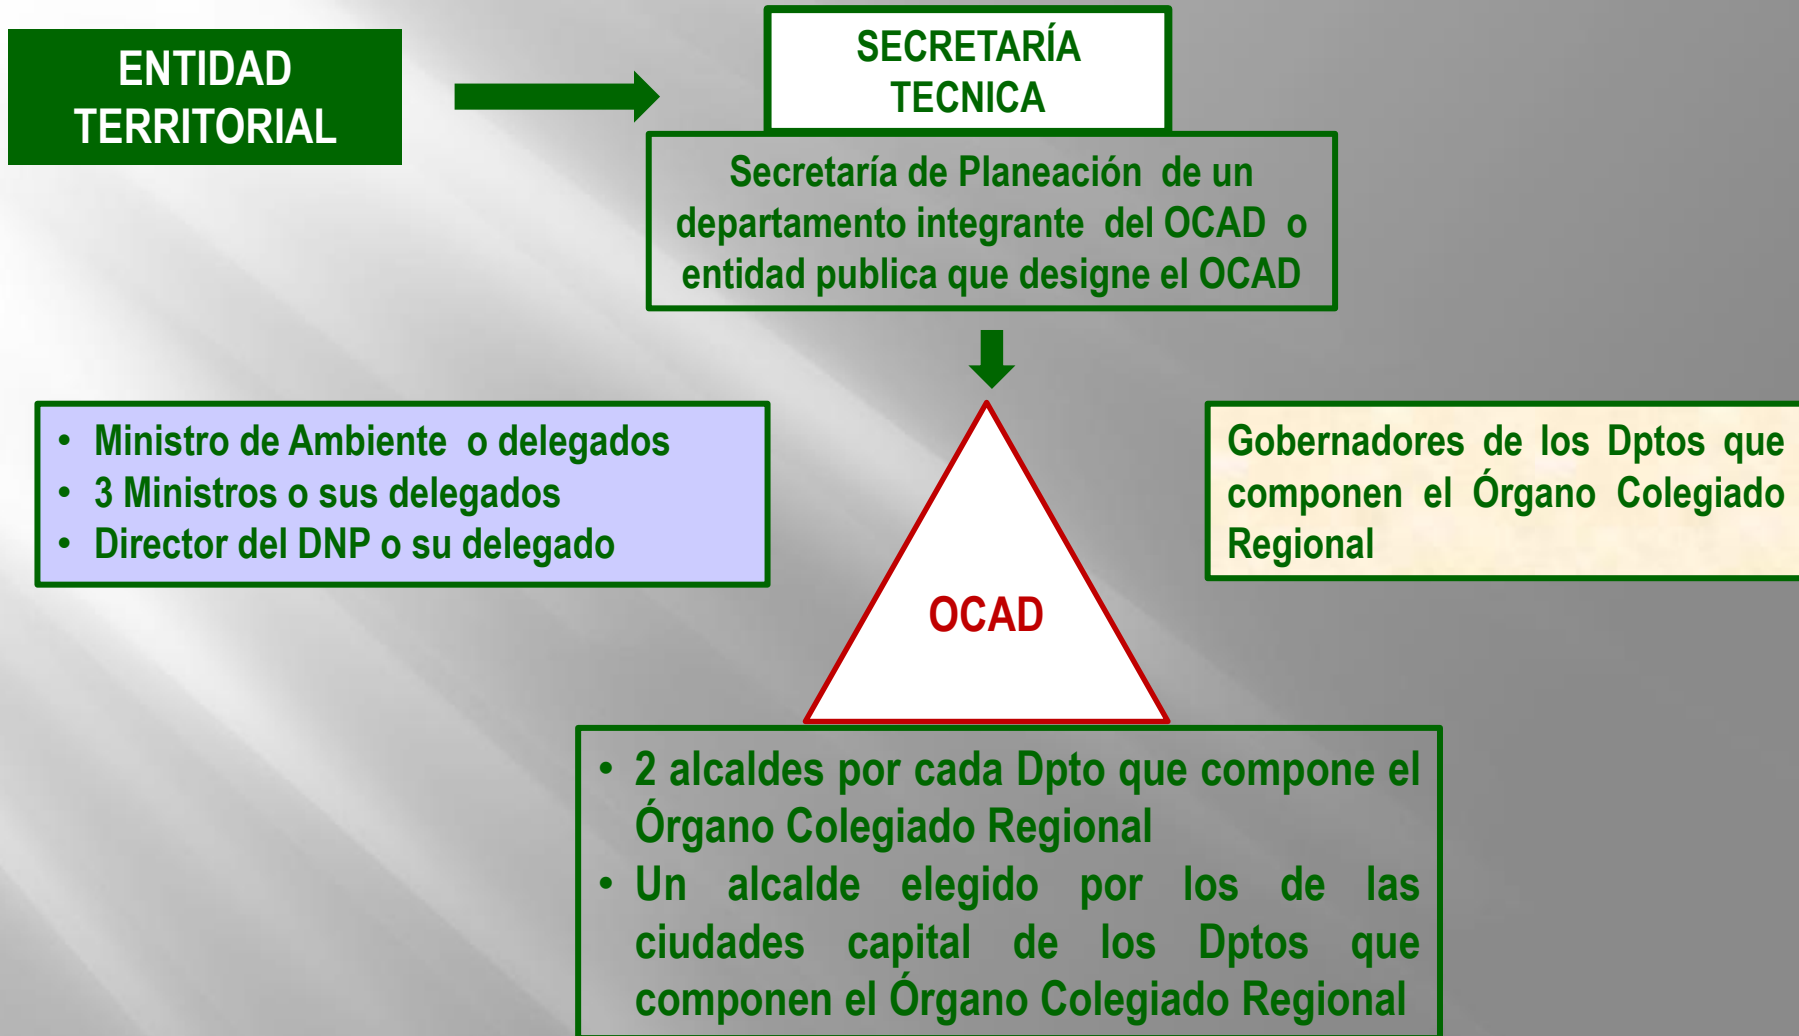 ENTIDAD
TERRITORIAL
SECRETARÍA
TECNICA
Secretaría de Planeación de un
departamento integrante del OCAD o
entidad publica que designe el OCAD
• Ministro de Ambiente o delegados
• 3 Ministros o sus delegados
• Director del DNP o su delegado
Gobernadores de los Dptos que
componen el Órgano Colegiado
Regional
OCAD
• 2 alcaldes por cada Dpto que compone el
Órgano Colegiado Regional
• Un alcalde elegido por los de las
ciudades capital de los Dptos que
componen el Órgano Colegiado Regional